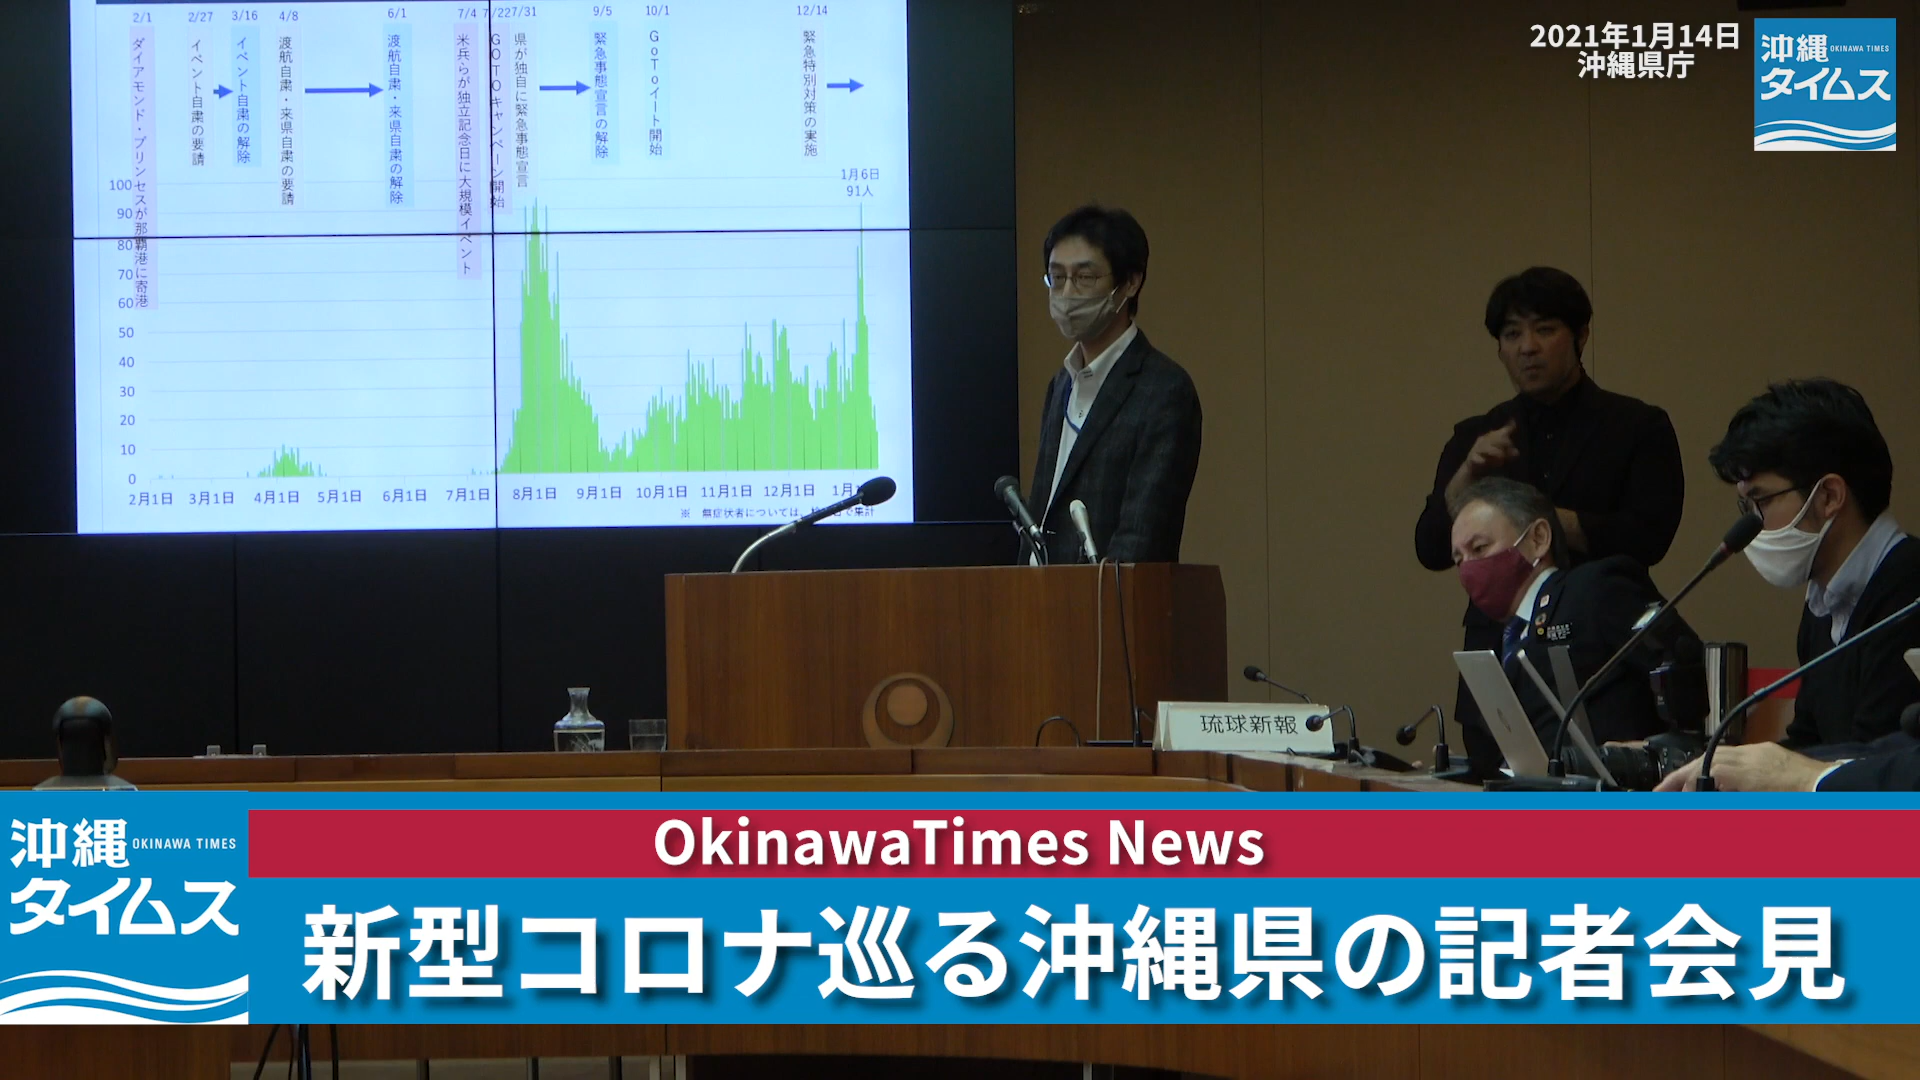 2/1
2/27
3/16
4/8
6/1
7/4
7/22
7/31
9/5
10/1
12/14
ダイアモンド・プリンセスが那覇港に寄港
イベント自粛の要請
イベント自粛の解除
渡航自粛・来県自粛の要請
渡航自粛・来県自粛の解除
米兵らが独立記念日に大規模イベント
GOTOキャンペーン開始
県が独自に緊急事態宣言
緊急事態宣言の解除
GoToイート開始
緊急特別対策の実施
1月6日
91人
100
90
80
70
60
50
40
30
20
10
0
2月1日 3月1日 4月1日 5月1日 6月1日 7月1日 8月1日 9月1日 10月1日 11月1日 12月1日
※ 無症状者については、
で集計
2021年1月14日
沖縄県庁
沖縄 OKINAWA TIMES
タイムス
琉球新報
沖縄 OKINAWA TIMES
タイムス
OkinawaTimes News
新型コロナ巡る沖縄県の記者会見